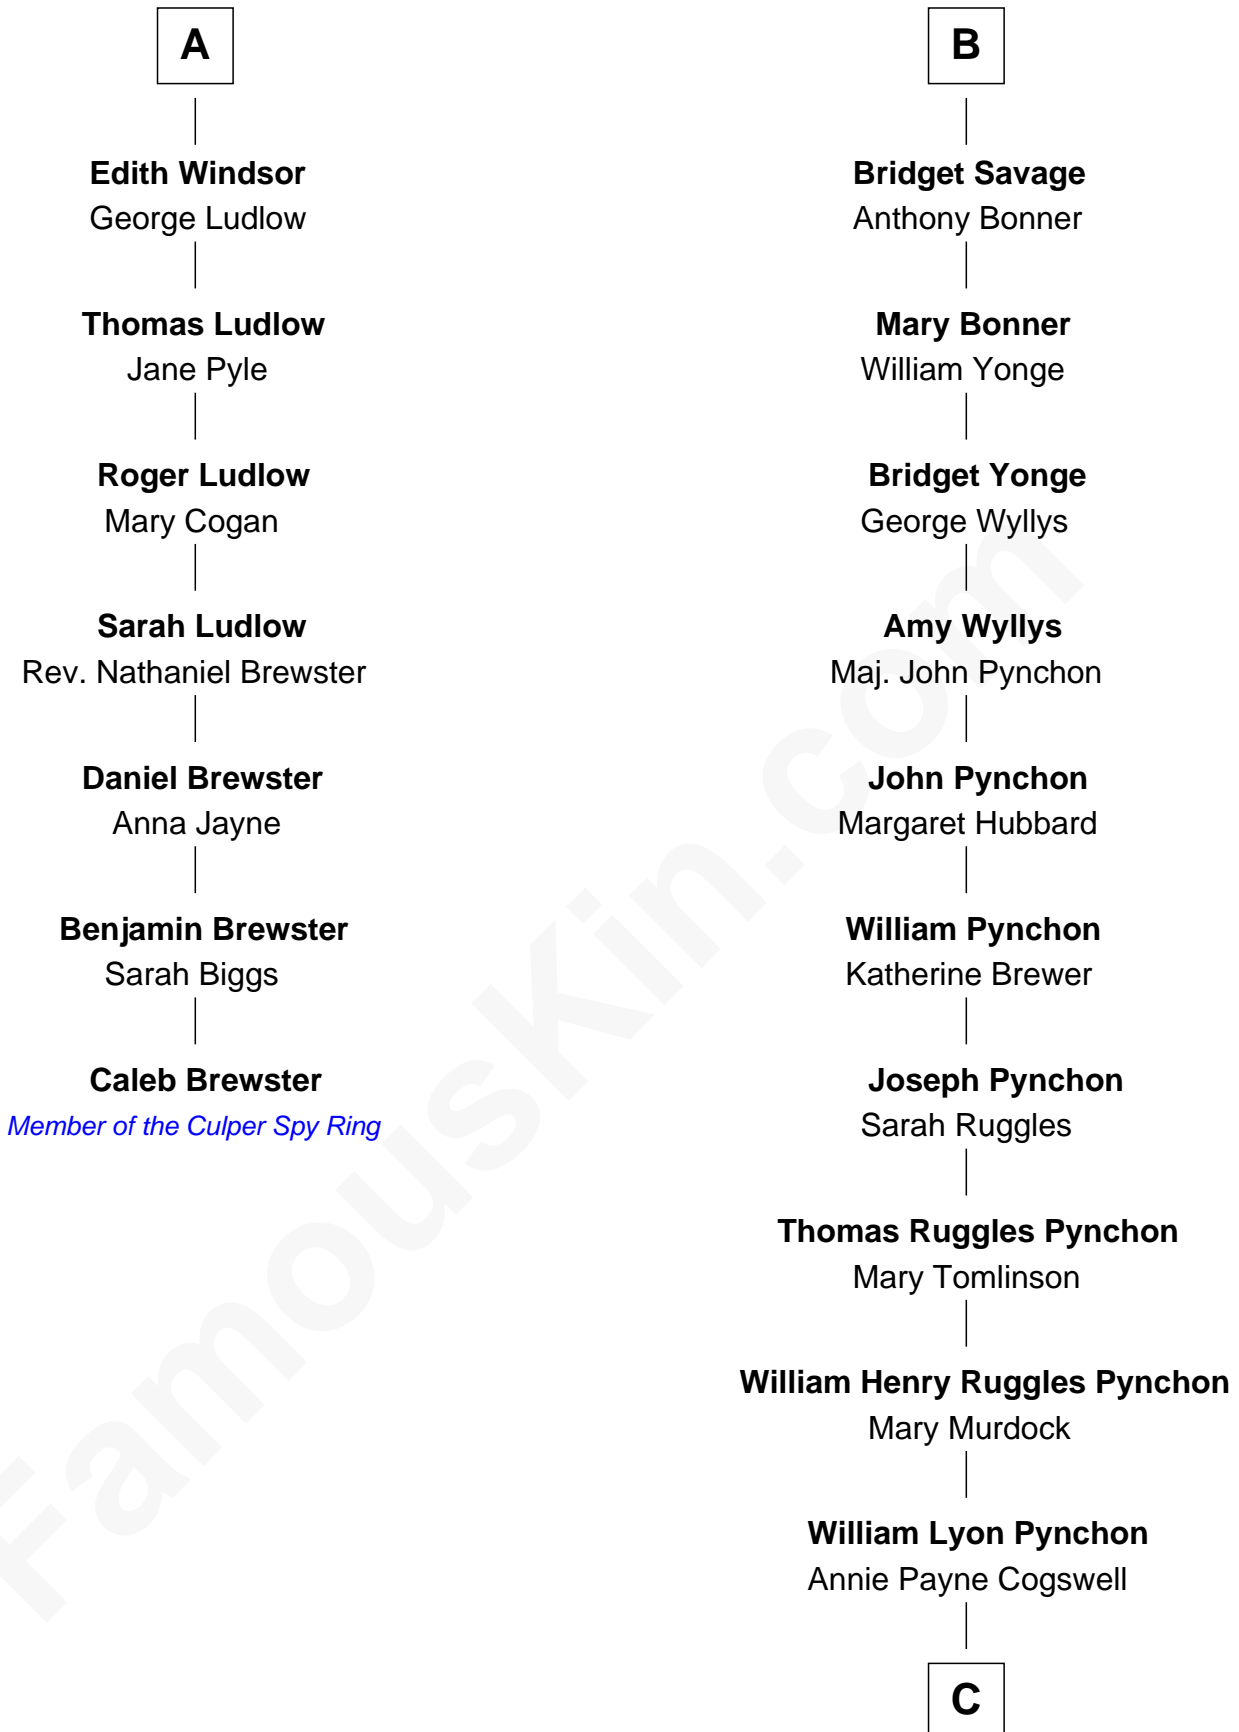 A
Edith Windsor
George Ludlow
Thomas Ludlow
Jane Pyle
Roger Ludlow
Mary Cogan
Sarah Ludlow
Rev. Nathaniel Brewster
Daniel Brewster
Anna Jayne
Benjamin Brewster
Sarah Biggs
Caleb Brewster
Member of the Culper Spy Ring
B
Bridget Savage
Anthony Bonner
Mary Bonner
William Yonge
Bridget Yonge
George Wyllys
Amy Wyllys
Maj. John Pynchon
John Pynchon
Margaret Hubbard
William Pynchon
Katherine Brewer
Joseph Pynchon
Sarah Ruggles
Thomas Ruggles Pynchon
Mary Tomlinson
William Henry Ruggles Pynchon
Mary Murdock
William Lyon Pynchon
Annie Payne Cogswell
C
FamousKin.com